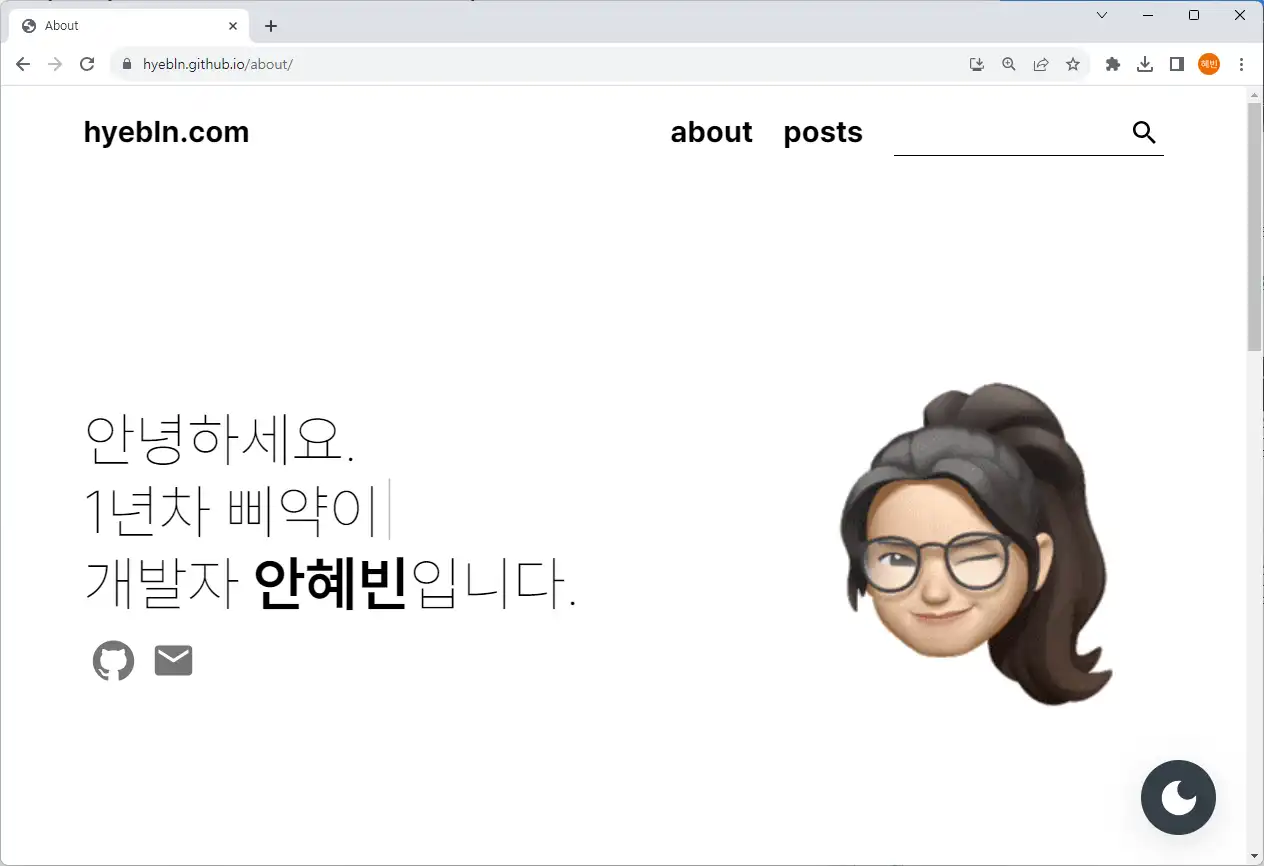 About
hyebln.github.io/about/
혜빈
hyebln.com
about posts
안녕하세요.
1년차 삐약이
개발자 안혜빈입니다.